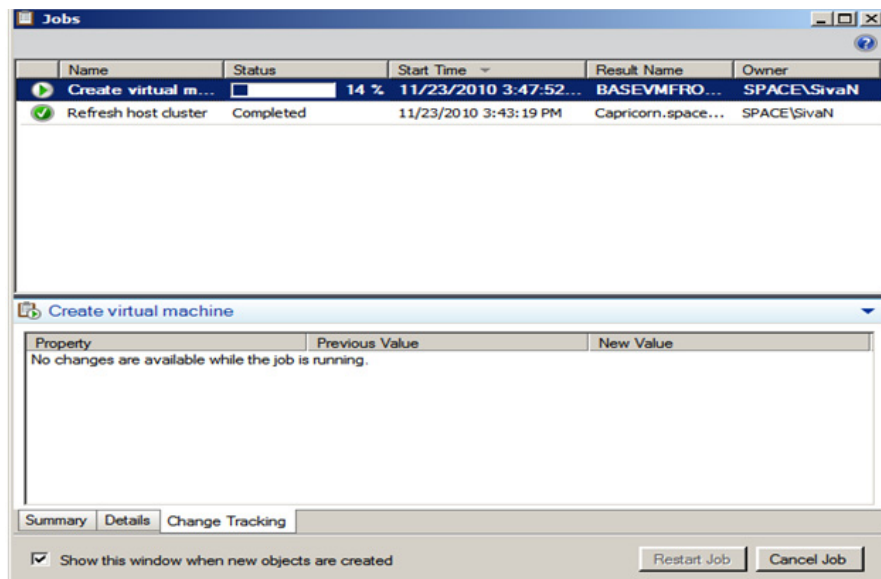 Jobs
Name Status Start Time Result Name Owner
Create virtual m... 14 % 11/23/2010 3:47:52... BASEVMFRO... SPACE\SivaN
Refresh host cluster Completed 11/23/2010 3:43:19 PM Capricorn.space... SPACE\SivaN
Create virtual machine
Property Previous Value New Value
No changes are available while the job is running.
Summary Details Change Tracking
Show this window when new objects are created Restart Job Cancel Job